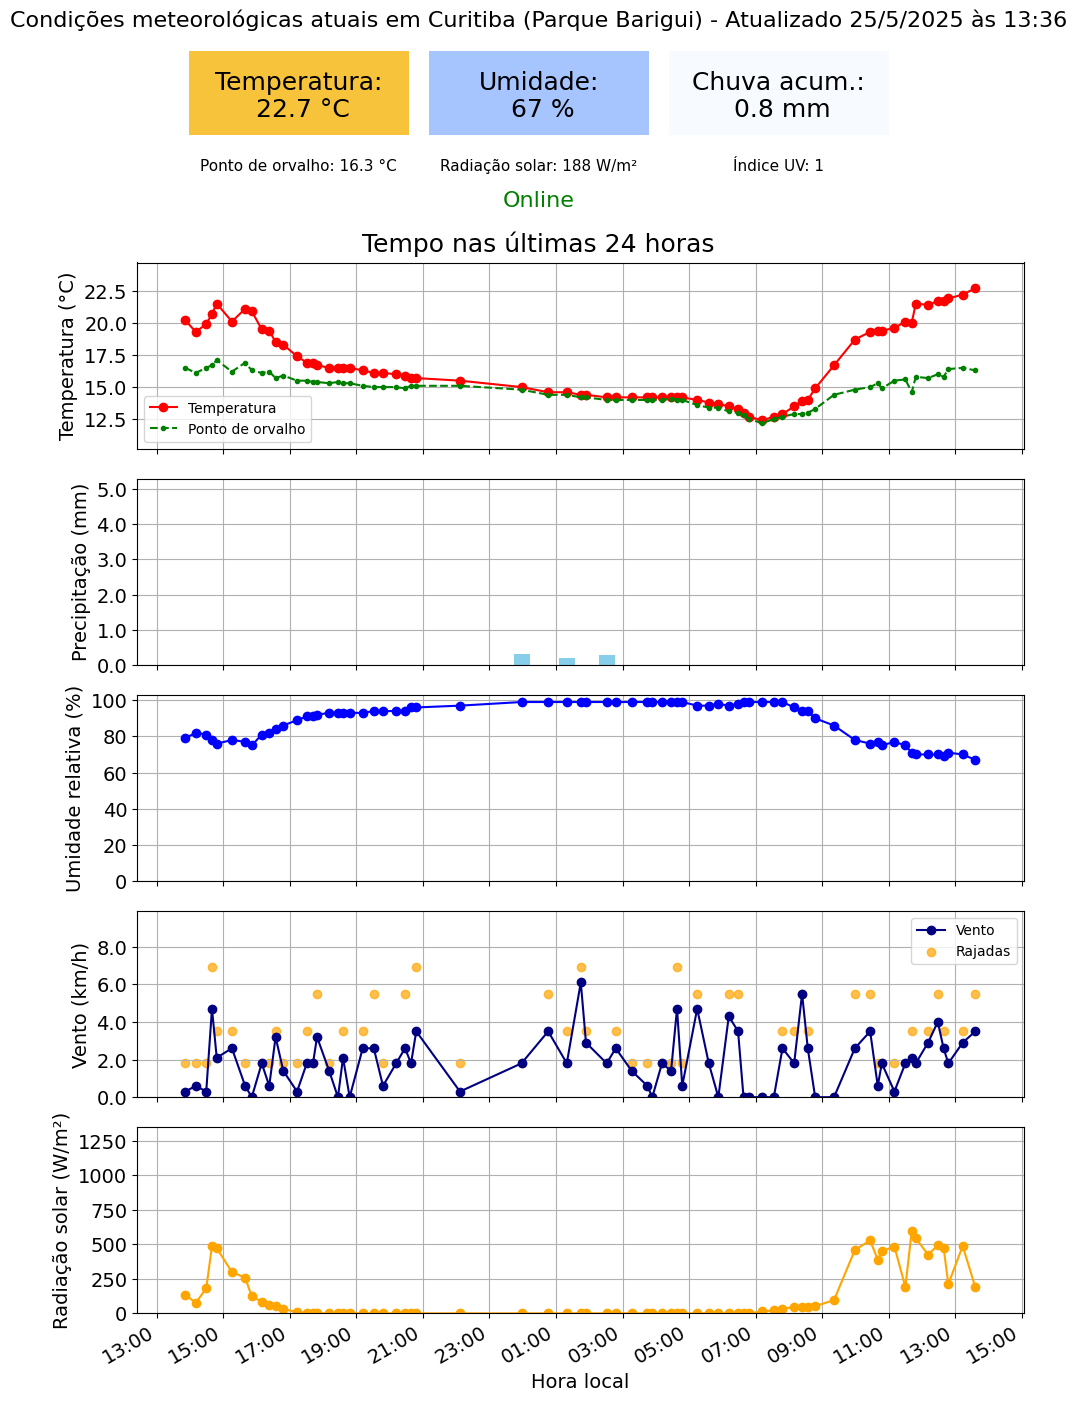 Condições meteorológicas atuais em Curitiba (Parque Barigui) - Atualizado 25/5/2025 às 13:36
Temperatura:
22.7 °C
Umidade:
67 %
Chuva acum.:
0.8 mm
Ponto de orvalho: 16.3 °C
Radiação solar: 188 W/m²
Índice UV: 1
Online
Tempo nas últimas 24 horas
Temperatura (°C)
22.5
20.0
17.5
15.0
12.5
Temperatura
Ponto de orvalho
Precipitação (mm)
5.0
4.0
3.0
2.0
1.0
0.0
Umidade relativa (%)
100
80
60
40
20
0
Vento (km/h)
8.0
6.0
4.0
2.0
0.0
Vento
Rajadas
Radiação solar (W/m²)
1250
1000
750
500
250
0
13:00
15:00
17:00
19:00
21:00
23:00
01:00
03:00
05:00
07:00
09:00
11:00
13:00
15:00
Hora local